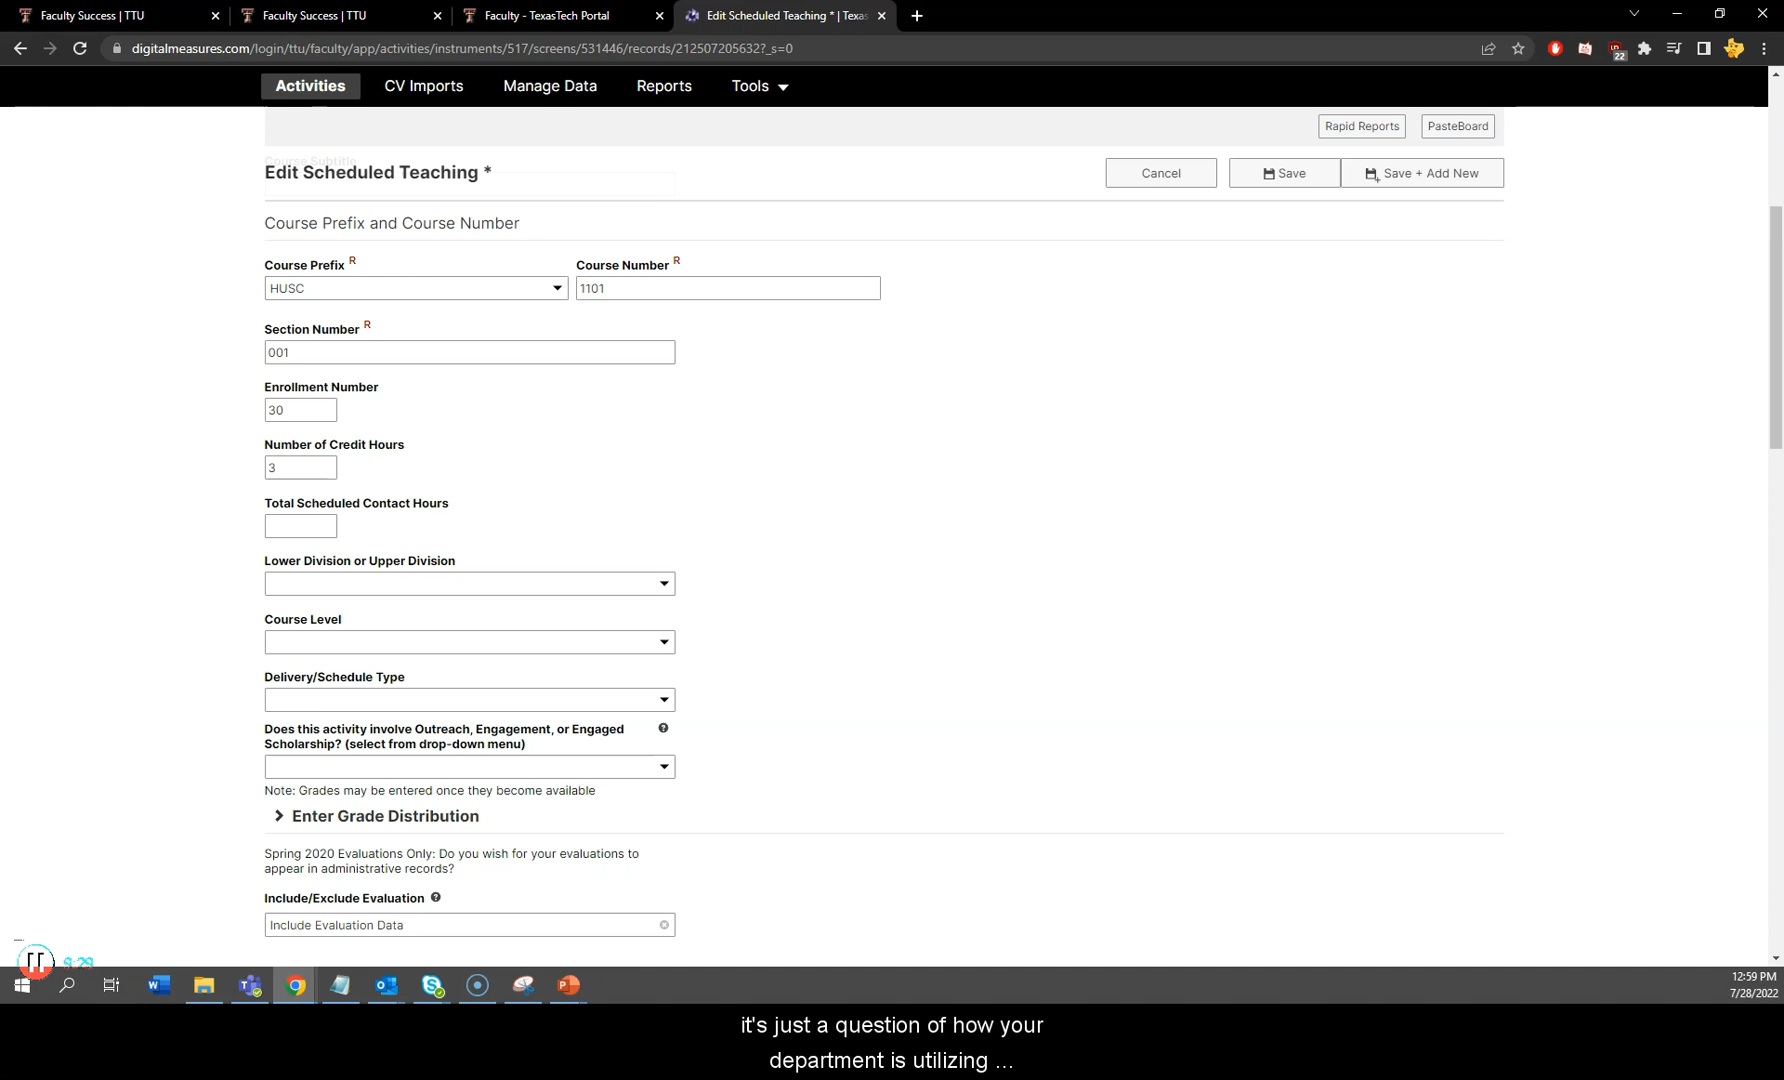 Faculty Success | TTU
Faculty Success | TTU
Faculty - TexasTech Portal
Edit Scheduled Teaching * | Texas
digitalmeasures.com/login/ttu/faculty/app/activities/instruments/517/screens/531446/records/212507205632?_s=0
22
Activities
CV Imports
Manage Data
Reports
Tools
Rapid Reports
PasteBoard
Course Subtitle
Edit Scheduled Teaching *
Cancel
Save
Save + Add New
Course Prefix and Course Number
Course Prefix R
Course Number R
HUSC
1101
Section Number R
001
Enrollment Number
30
Number of Credit Hours
3
Total Scheduled Contact Hours
Lower Division or Upper Division
Course Level
Delivery/Schedule Type
Does this activity involve Outreach, Engagement, or Engaged
Scholarship? (select from drop-down menu)
Note: Grades may be entered once they become available
Enter Grade Distribution
Spring 2020 Evaluations Only: Do you wish for your evaluations to
appear in administrative records?
Include/Exclude Evaluation
Include Evaluation Data
12:59 PM
7/28/2022
it's just a question of how your
department is utilizing ...